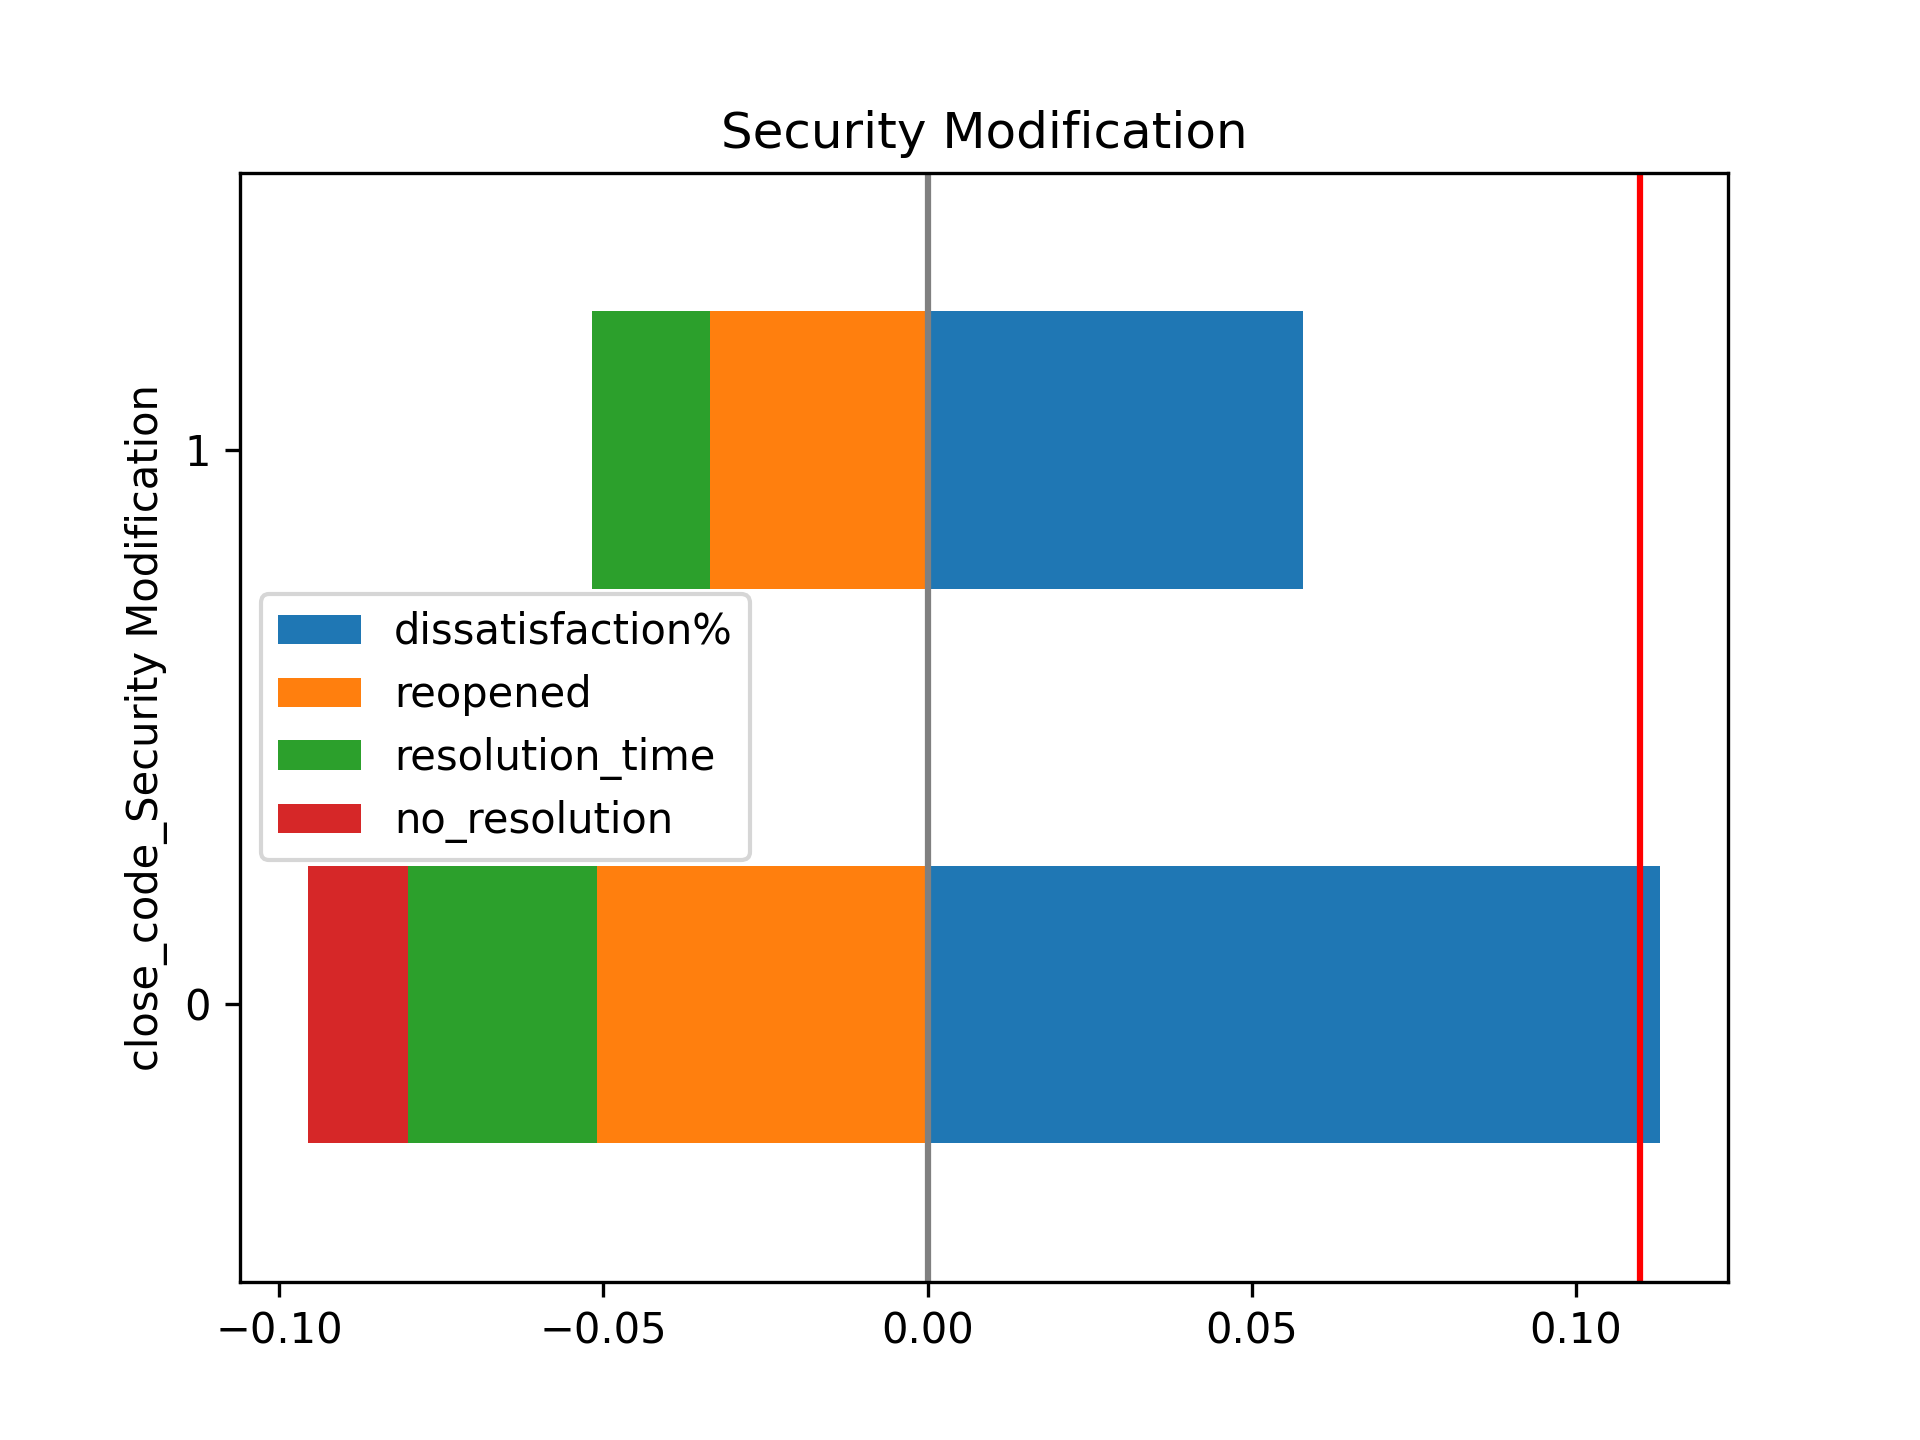 Security Modification
close_code_Security Modification
1
0
dissatisfaction%
reopened
resolution_time
no_resolution
−0.10
−0.05
0.00
0.05
0.10